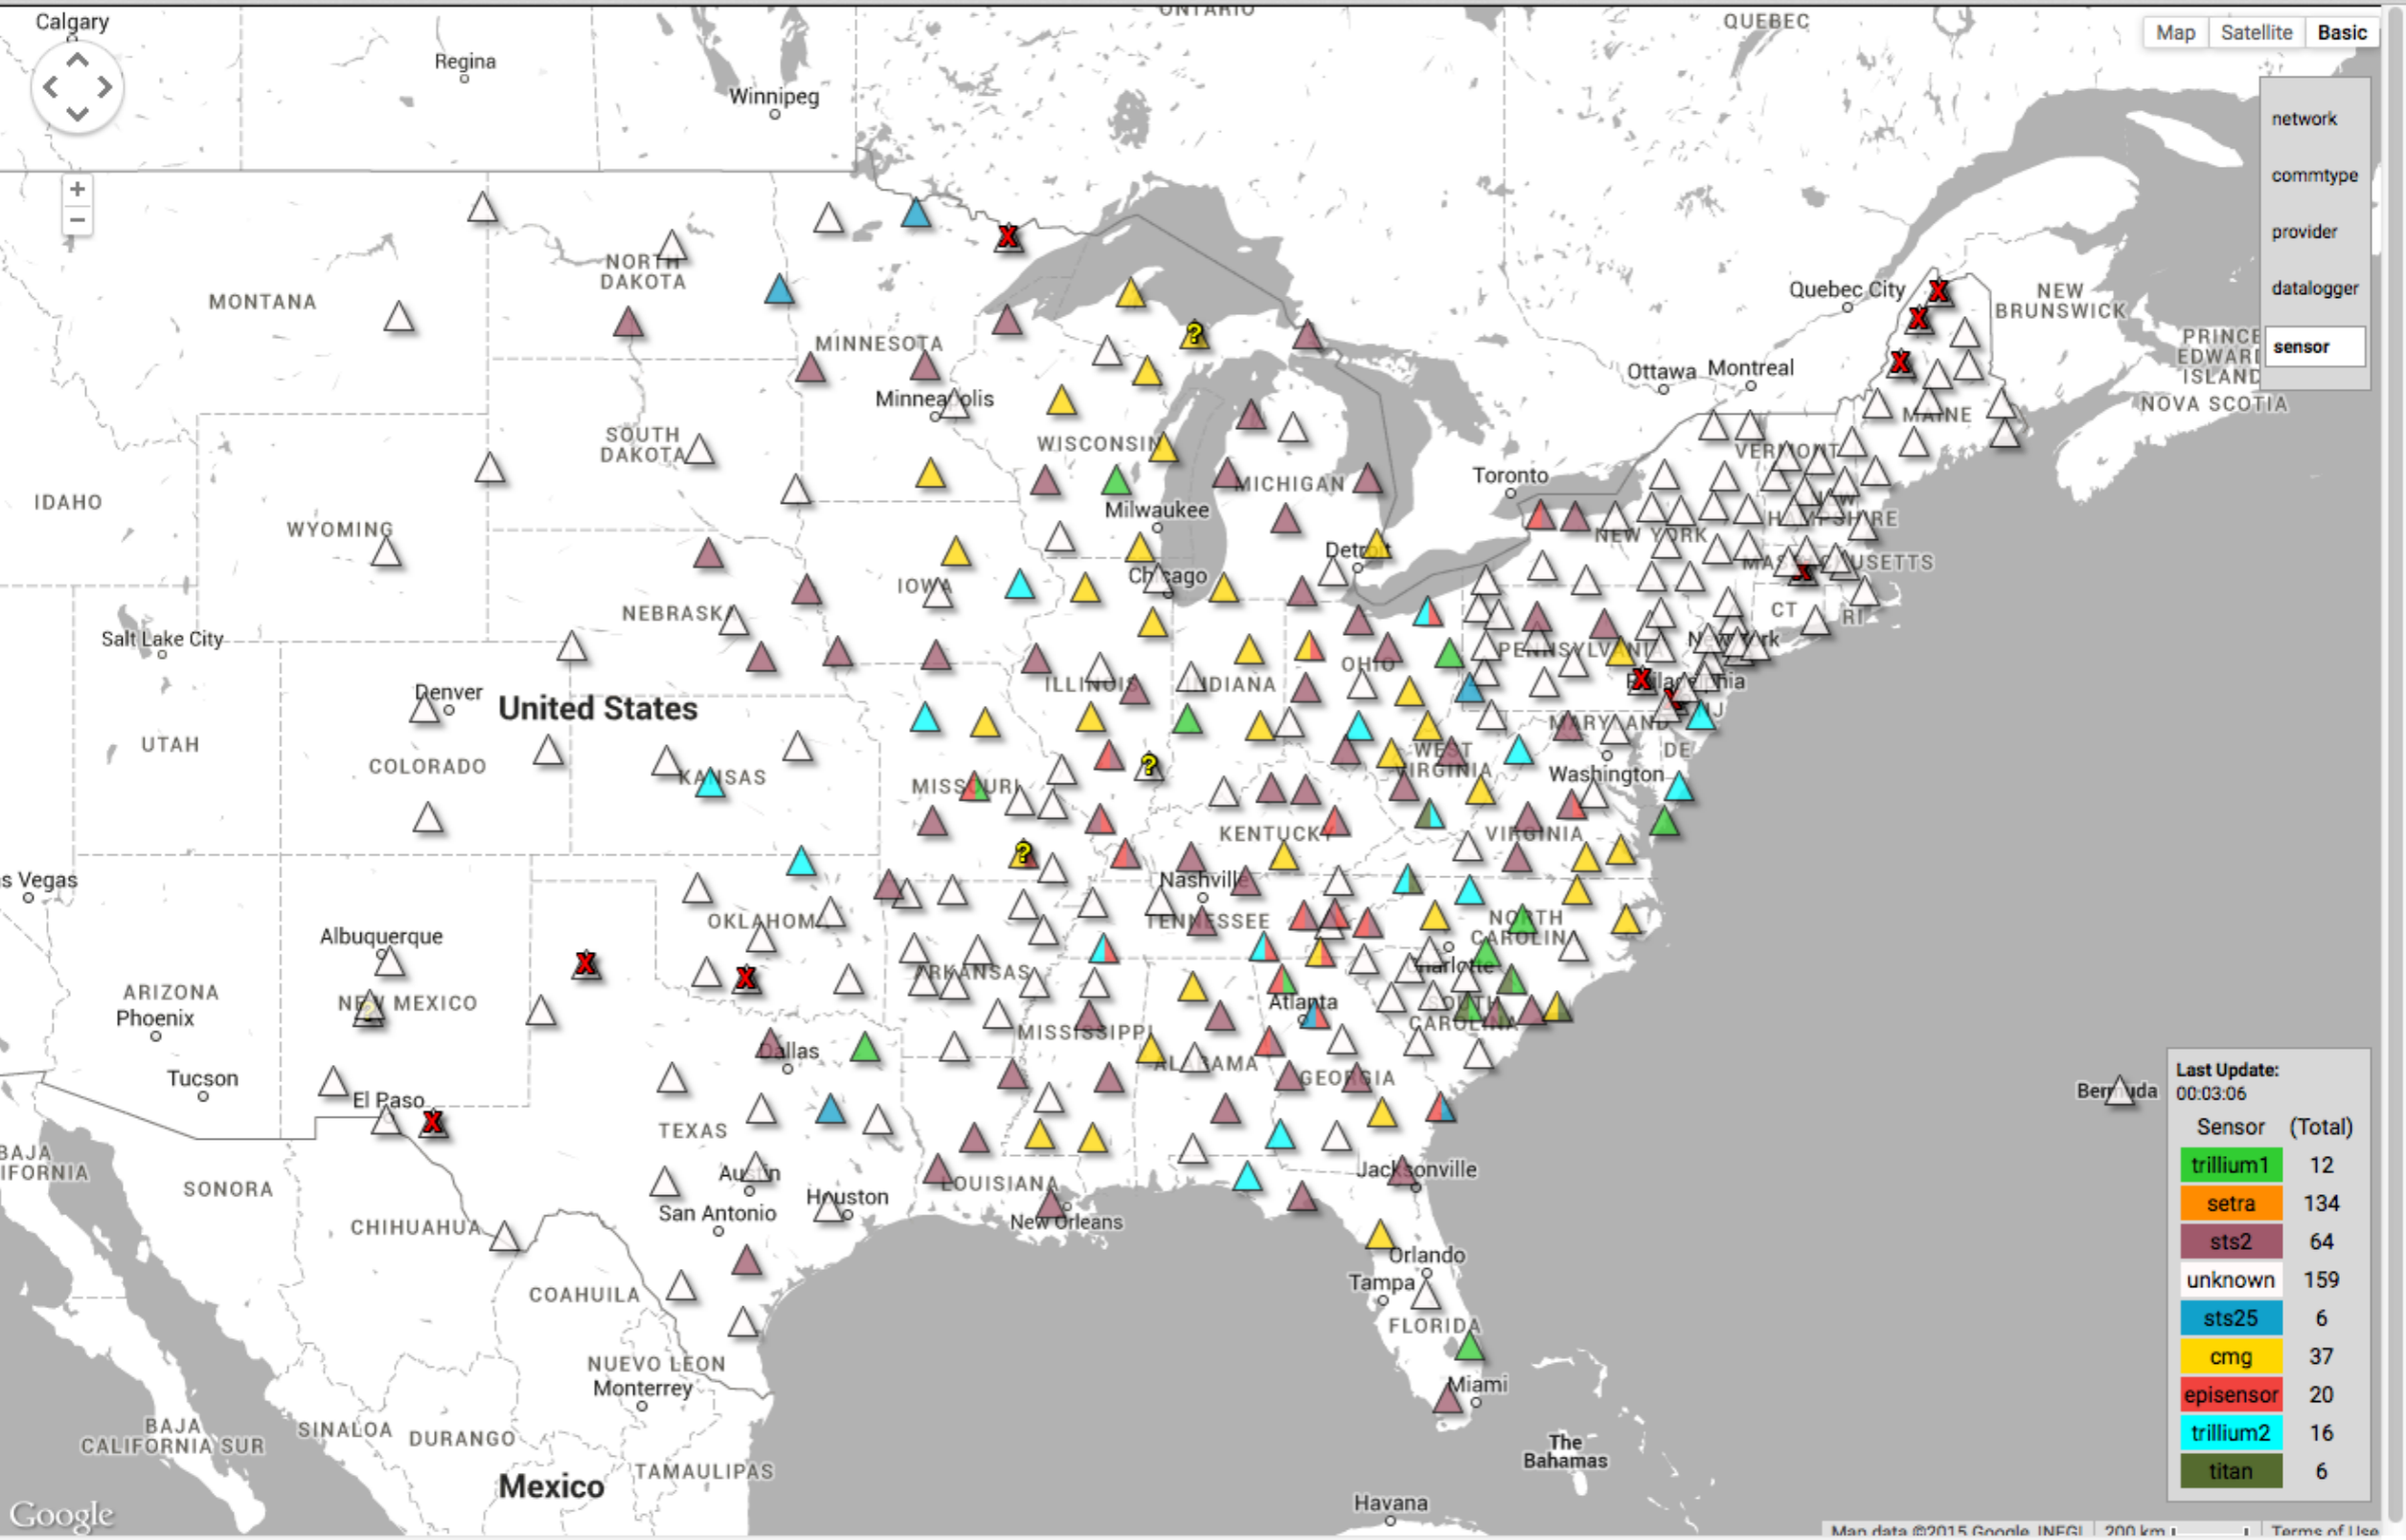 ONTARIO
QUEBEC
Calgary
Map Satellite Basic
Regina
Winnipeg
network
commtype
provider
datalogger
sensor
NORTH
DAKOTA
MONTANA
Quebec City
NEW
BRUNSWICK
PRINCE
EDWARD
ISLAND
MINNESOTA
Ottawa Montreal
Minneapolis
NOVA SCOTIA
MAINE
SOUTH
DAKOTA
WISCONSIN
VERMONT
Toronto
MICHIGAN
IDAHO
Milwaukee
NEW
HAMPSHIRE
WYOMING
NEW YORK
Detroit
MASSACHUSETTS
Chicago
IOWA
CT
RI
NEBRASKA
Salt Lake City
New York
PENNSYLVANIA
OHIO
ILLINOIS
INDIANA
Philadelphia
Denver
United States
NJ
MARYLAND
UTAH
DE
WEST
VIRGINIA
COLORADO
KANSAS
Washington
MISSOURI
KENTUCKY
VIRGINIA
s Vegas
Nashville
OKLAHOMA
TENNESSEE
NORTH
CAROLINA
Albuquerque
Charlotte
ARKANSAS
ARIZONA
NEW MEXICO
Atlanta
SOUTH
CAROLINA
Phoenix
MISSISSIPPI
Dallas
ALABAMA
GEORGIA
Tucson
El Paso
Bermuda
TEXAS
BAJA
IFORNIA
Austin
Jacksonville
SONORA
LOUISIANA
Houston
San Antonio
New Orleans
CHIHUAHUA
Orlando
Tampa
COAHUILA
FLORIDA
NUEVO LEON
Monterrey
Miami
BAJA
CALIFORNIA SUR
SINALOA
DURANGO
The
Bahamas
TAMAULIPAS
Mexico
Havana
Google
Last Update:
00:03:06
Sensor (Total)
trillium1 12
setra 134
sts2 64
unknown 159
sts25 6
cmg 37
episensor 20
trillium2 16
titan 6
Map data ©2015 Google, INEGI 200 km Terms of Use